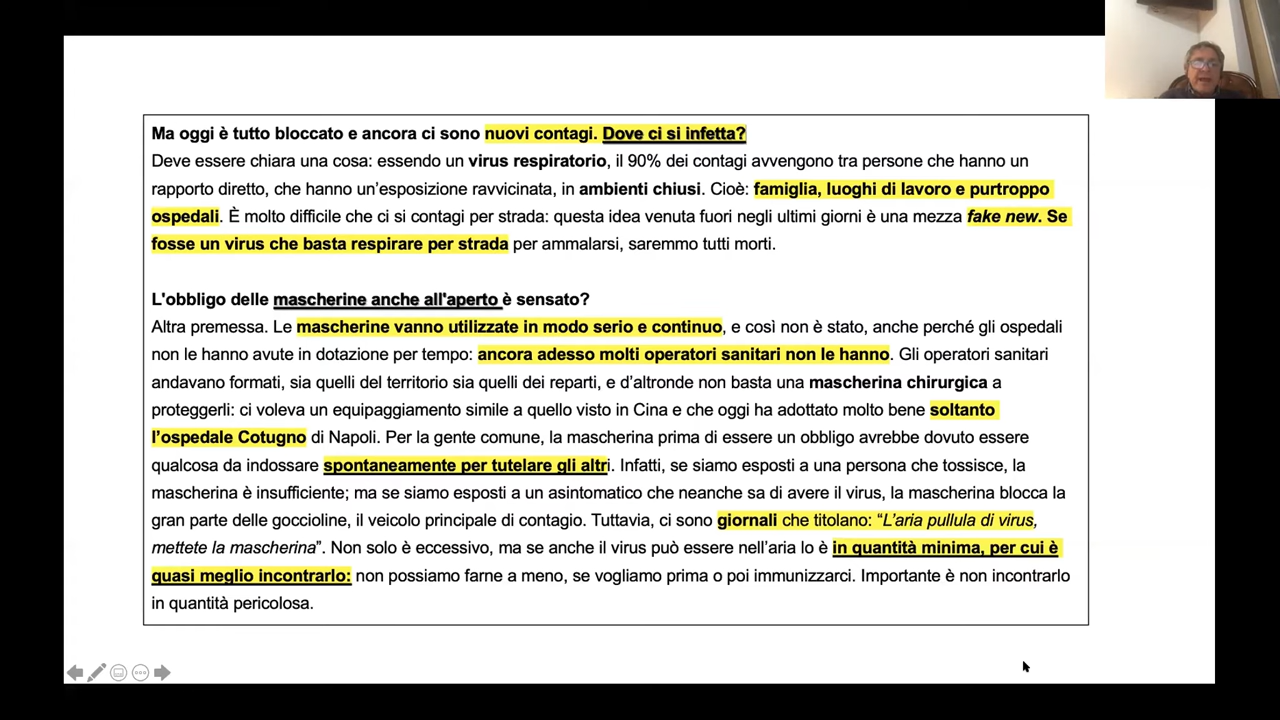 Ma oggi è tutto bloccato e ancora ci sono nuovi contagi. Dove ci si infetta?
Deve essere chiara una cosa: essendo un virus respiratorio, il 90% dei contagi avvengono tra persone che hanno un
rapporto diretto, che hanno un’esposizione ravvicinata, in ambienti chiusi. Cioè: famiglia, luoghi di lavoro e purtroppo
ospedali. È molto difficile che ci si contagi per strada: questa idea venuta fuori negli ultimi giorni è una mezza fake new. Se
fosse un virus che basta respirare per strada per ammalarsi, saremmo tutti morti.
L'obbligo delle mascherine anche all'aperto è sensato?
Altra premessa. Le mascherine vanno utilizzate in modo serio e continuo, e così non è stato, anche perché gli ospedali
non le hanno avute in dotazione per tempo: ancora adesso molti operatori sanitari non le hanno. Gli operatori sanitari
andavano formati, sia quelli del territorio sia quelli dei reparti, e d’altronde non basta una mascherina chirurgica a
proteggerli: ci voleva un equipaggiamento simile a quello visto in Cina e che oggi ha adottato molto bene soltanto
l’ospedale Cotugno di Napoli. Per la gente comune, la mascherina prima di essere un obbligo avrebbe dovuto essere
qualcosa da indossare spontaneamente per tutelare gli altri. Infatti, se siamo esposti a una persona che tossisce, la
mascherina è insufficiente; ma se siamo esposti a un asintomatico che neanche sa di avere il virus, la mascherina blocca la
gran parte delle goccioline, il veicolo principale di contagio. Tuttavia, ci sono giornali che titolano: “L’aria pullula di virus,
mettete la mascherina”. Non solo è eccessivo, ma se anche il virus può essere nell’aria lo è in quantità minima, per cui è
quasi meglio incontrarlo: non possiamo farne a meno, se vogliamo prima o poi immunizzarci. Importante è non incontrarlo
in quantità pericolosa.